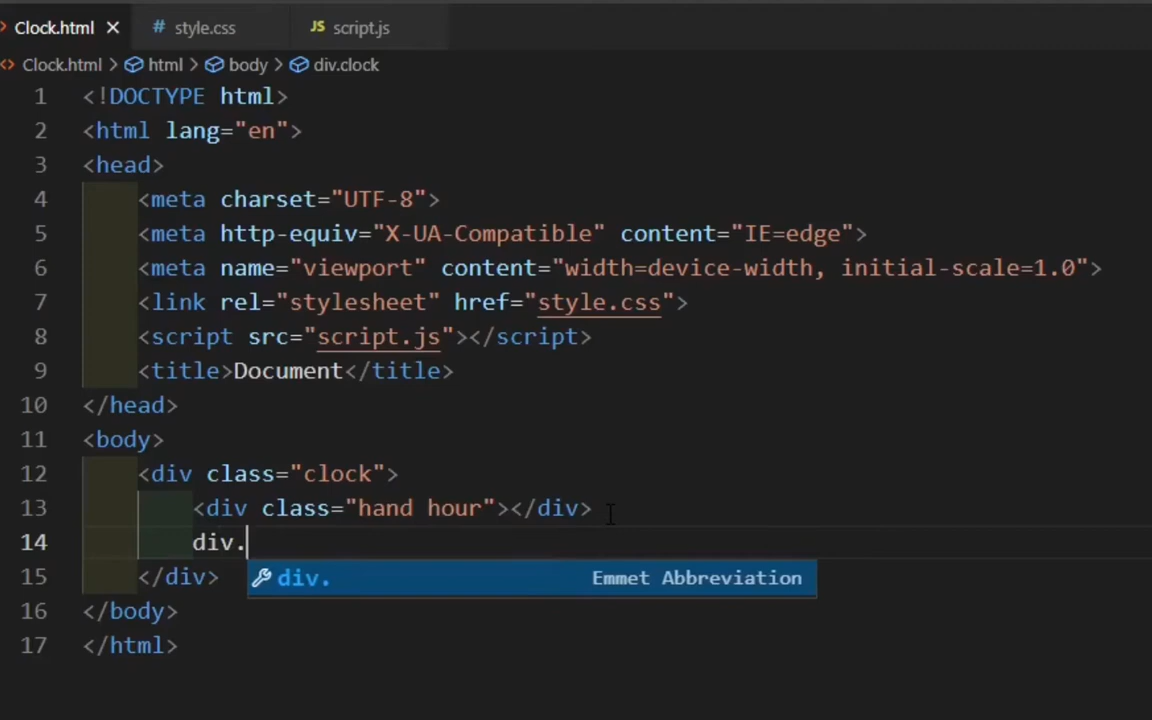 Clock.html # style.css JS script.js
Clock.html > html > body > div.clock
1 <!DOCTYPE html>
2 <html lang="en">
3 <head>
4 <meta charset="UTF-8">
5 <meta http-equiv="X-UA-Compatible" content="IE=edge">
6 <meta name="viewport" content="width=device-width, initial-scale=1.0">
7 <link rel="stylesheet" href="style.css">
8 <script src="script.js"></script>
9 <title>Document</title>
10 </head>
11 <body>
12 <div class="clock">
13 <div class="hand hour"></div>
14 div.
15 </div>
div. Emmet Abbreviation
16 </body>
17 </html>